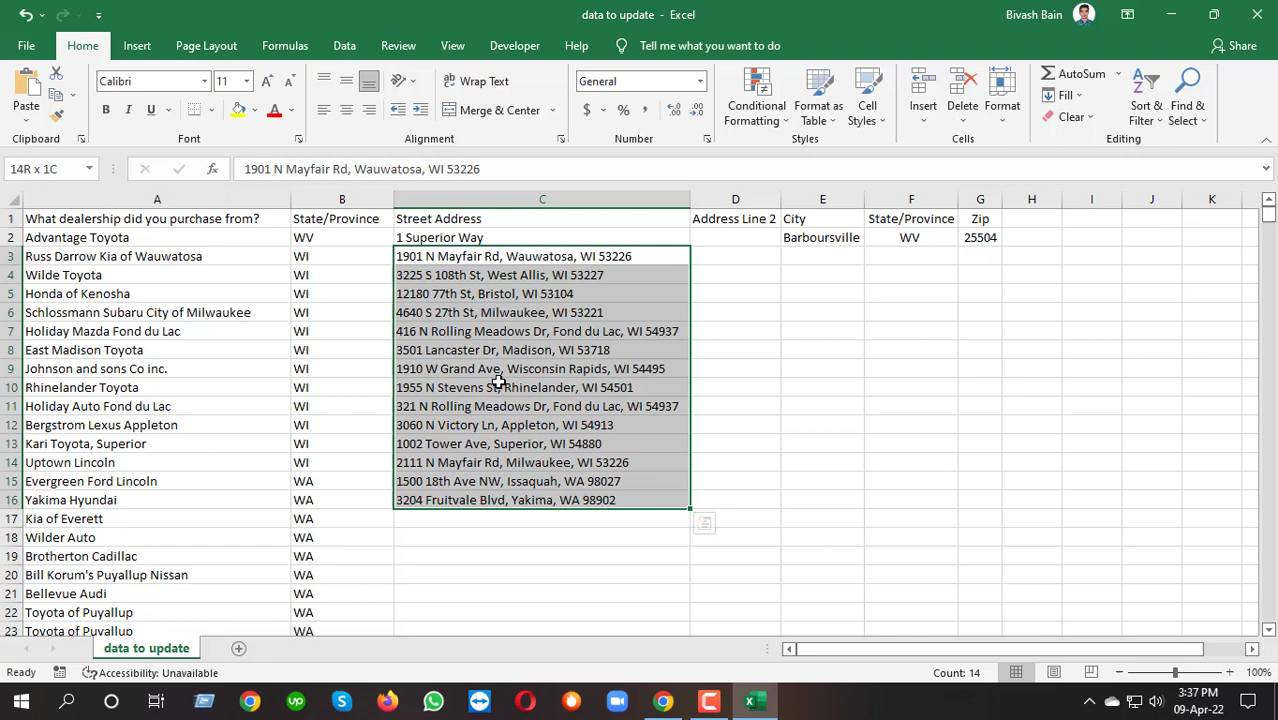 data to update - Excel
Bivash Bain
File Home Insert Page Layout Formulas Data Review View Developer Help Tell me what you want to do Share
Paste
Calibri 11
B I U
A
Wrap Text
Merge & Center
General
$ % ,
Conditional Formatting
Format as Table
Cell Styles
Insert
Delete
Format
AutoSum
Fill
Clear
Sort & Filter
Find & Select
Clipboard Font Alignment Number Styles Cells Editing
14R x 1C fx 1901 N Mayfair Rd, Wauwatosa, WI 53226
A B C D E F G H I J K
1 What dealership did you purchase from? State/Province Street Address Address Line 2 City State/Province Zip
2 Advantage Toyota WV 1 Superior Way Barboursville WV 25504
3 Russ Darrow Kia of Wauwatosa WI 1901 N Mayfair Rd, Wauwatosa, WI 53226
4 Wilde Toyota WI 3225 S 108th St, West Allis, WI 53227
5 Honda of Kenosha WI 12180 77th St, Bristol, WI 53104
6 Schlossmann Subaru City of Milwaukee WI 4640 S 27th St, Milwaukee, WI 53221
7 Holiday Mazda Fond du Lac WI 416 N Rolling Meadows Dr, Fond du Lac, WI 54937
8 East Madison Toyota WI 3501 Lancaster Dr, Madison, WI 53718
9 Johnson and sons Co inc. WI 1910 W Grand Ave, Wisconsin Rapids, WI 54495
10 Rhinelander Toyota WI 1955 N Stevens St, Rhinelander, WI 54501
11 Holiday Auto Fond du Lac WI 321 N Rolling Meadows Dr, Fond du Lac, WI 54937
12 Bergstrom Lexus Appleton WI 3060 N Victory Ln, Appleton, WI 54913
13 Kari Toyota, Superior WI 1002 Tower Ave, Superior, WI 54880
14 Uptown Lincoln WI 2111 N Mayfair Rd, Milwaukee, WI 53226
15 Evergreen Ford Lincoln WA 1500 18th Ave NW, Issaquah, WA 98027
16 Yakima Hyundai WA 3204 Fruitvale Blvd, Yakima, WA 98902
17 Kia of Everett WA
18 Wilder Auto WA
19 Brotherton Cadillac WA
20 Bill Korum's Puyallup Nissan WA
21 Bellevue Audi WA
22 Toyota of Puyallup WA
23 Toyota of Puyallup WA
data to update
Ready Accessibility: Unavailable Count: 14 100%
up
3:37 PM
09-Apr-22